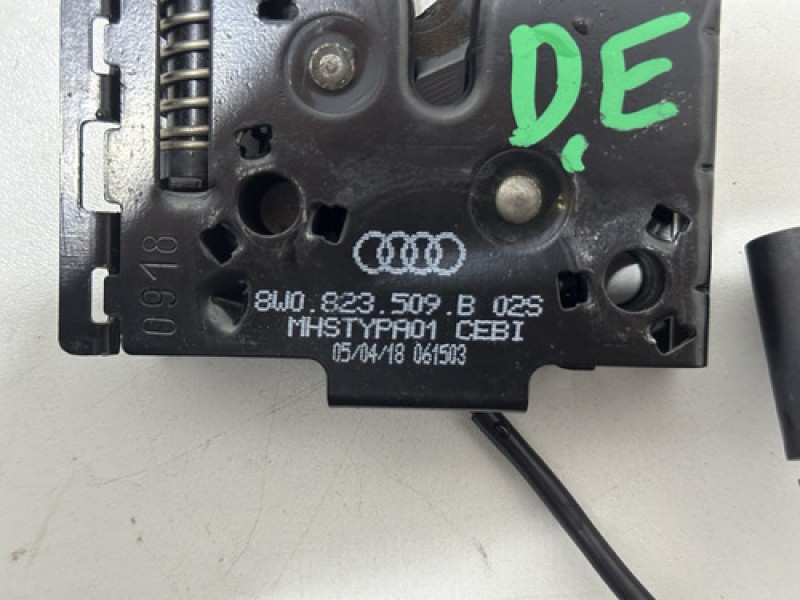 D.E
0918
8W0.823.509.B 02S
MHSTYPA01 CEBI
05/04/18 061503